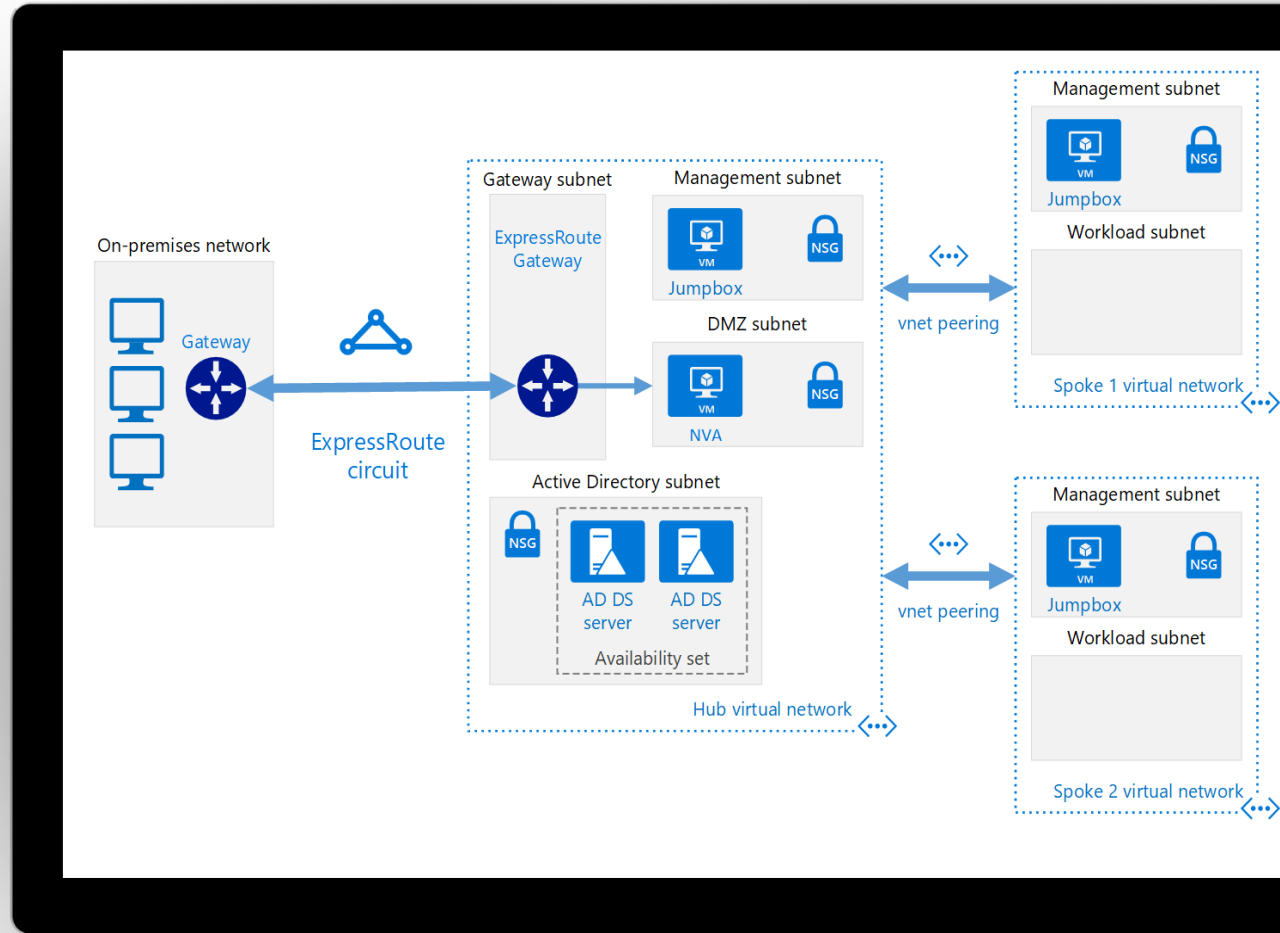 On-premises network
Gateway
ExpressRoute
circuit
Gateway subnet
ExpressRoute
Gateway
Management subnet
VM
NSG
Jumpbox
DMZ subnet
VM
NSG
NVA
Active Directory subnet
NSG
AD DS
server
AD DS
server
Availability set
Hub virtual network
vnet peering
vnet peering
Management subnet
VM
NSG
Jumpbox
Workload subnet
Spoke 1 virtual network
Management subnet
VM
NSG
Jumpbox
Workload subnet
Spoke 2 virtual network